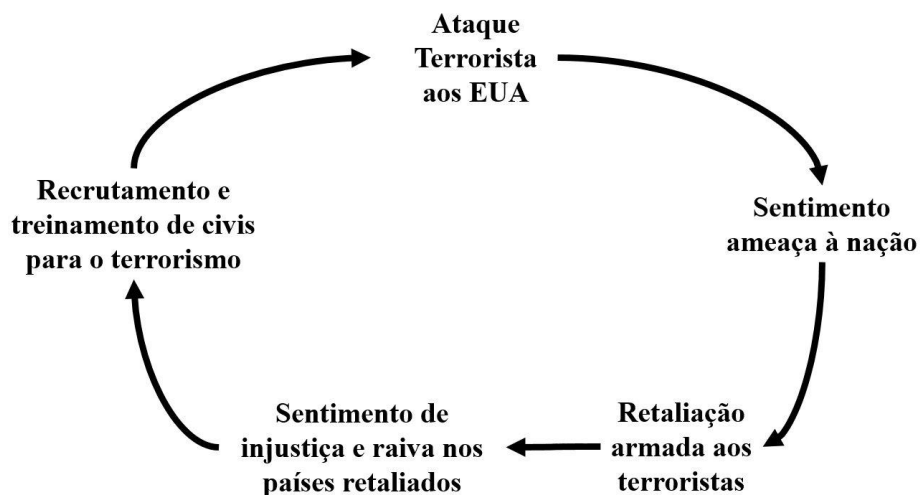 Ataque
Terrorista
aos EUA
Sentimento
ameaça à nação
Retaliação
armada aos
terroristas
Sentimento de
injustiça e raiva nos
países retaliados
Recrutamento e
treinamento de civis
para o terrorismo